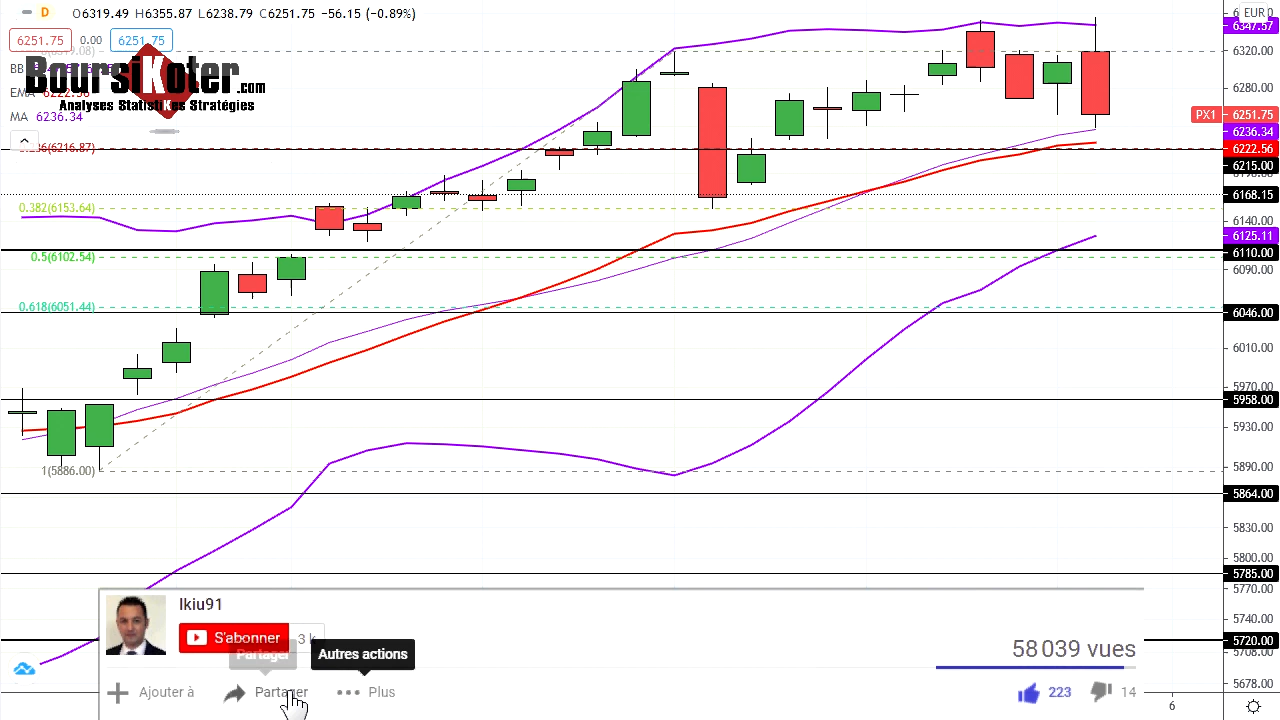 D O6319.49 H6355.87 L6238.79 C6251.75 −56.15 (−0.89%)
EUR
6347.57
6251.75 0.00 6251.75
6320.00
BB
BoursiKoter.com
6280.00
EMA 6222.56
Analyses StatistiKes Stratégies
MA 6236.34
PX1 6251.75
6236.34
(6216.87)
6222.56
6215.00
6168.15
0.382(6153.64)
6140.00
6125.11
6110.00
0.5(6102.54)
6090.00
0.618(6051.44)
6046.00
6010.00
5970.00
5958.00
5930.00
1(5886.00)
5890.00
5864.00
5830.00
5800.00
5785.00
5770.00
5740.00
5720.00
5708.00
5678.00
6
Ikiu91
S'abonner 3 k
Partager
Autres actions
58 039 vues
Ajouter à
Partager
Plus
223
14